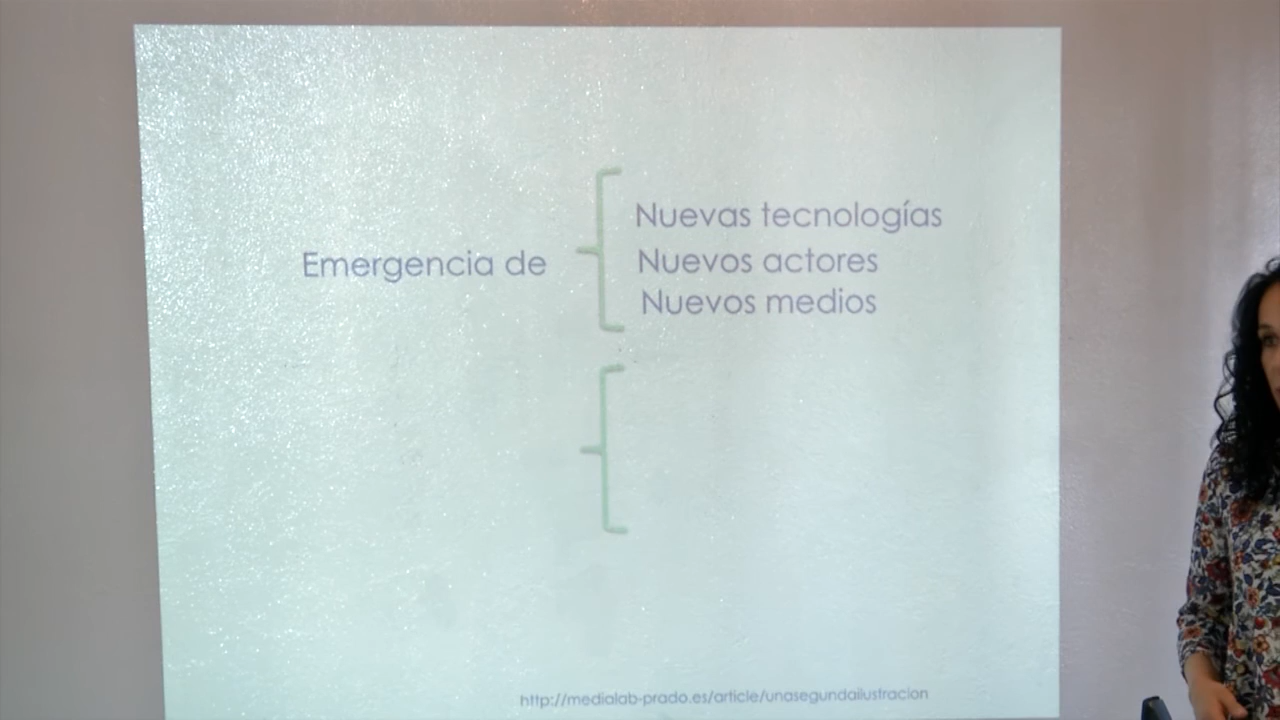 Nuevas tecnologías
Emergencia de
Nuevos actores
Nuevos medios
http://medialab-prado.es/article/unasegundailustracion